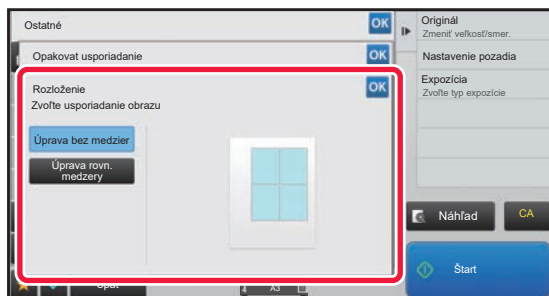 Ostatné
OK
Opakovat usporiadanie
OK
Rozloženie
OK
Zvoľte usporiadanie obrazu
Úprava bez medzier
Úprava rovn.
medzery
Originál
Zmeniť veľkosť/smer.
Nastavenie pozadia
Expozícia
Zvoľte typ expozície
Náhľad
CA
Štart
A3